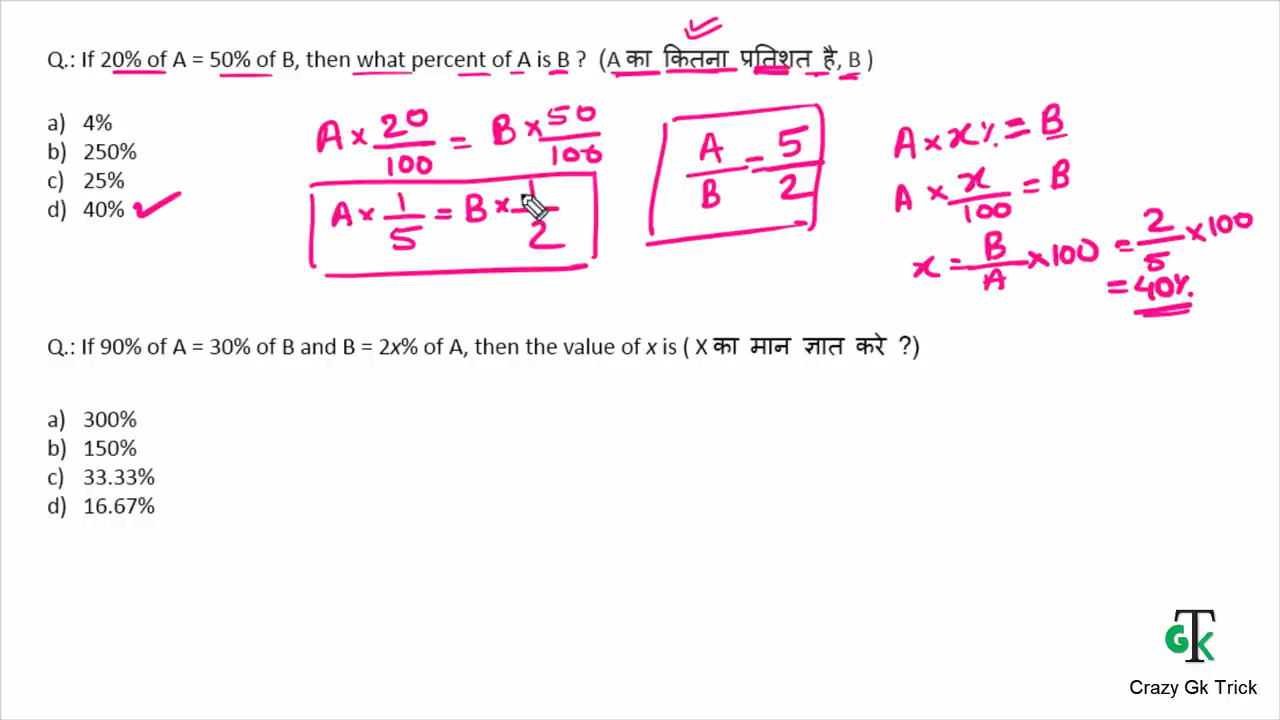 Q.: If 20% of A = 50% of B, then what percent of A is B ? (A का कितना प्रतिशत है, B )
a) 4%
b) 250%
c) 25%
d) 40%
A × 20/100 = B × 50/100
A × 1/5 = B × 1/2
A/B = 5/2
A × x% = B
A × x/100 = B
x = B/A × 100 = 2/5 × 100
= 40%
Q.: If 90% of A = 30% of B and B = 2x% of A, then the value of x is ( X का मान ज्ञात करे ?)
a) 300%
b) 150%
c) 33.33%
d) 16.67%
GTK
Crazy Gk Trick